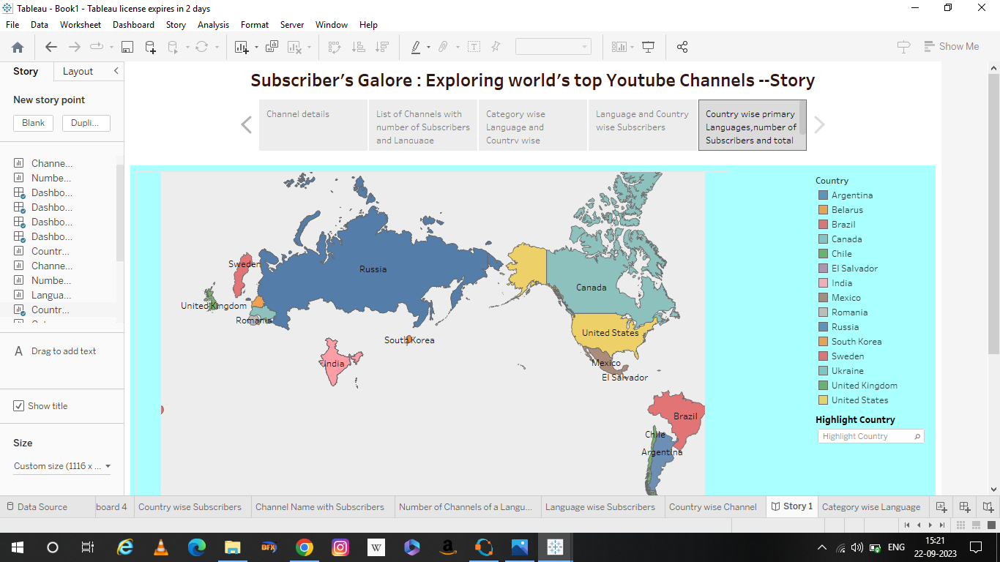 Tableau - Book1 - Tableau license expires in 2 days
File Data Worksheet Dashboard Story Analysis Format Server Window Help
Show Me
Story Layout
New story point
Blank Dupli...
Channe...
Numbe...
Dashbo...
Dashbo...
Dashbo...
Dashbo...
Countr...
Channe...
Numbe...
Langua...
Countr...
A Drag to add text
Show title
Size
Custom size (1116 x ...
Subscriber’s Galore : Exploring world’s top Youtube Channels --Story
Channel details
List of Channels with
number of Subscribers
and Language
Category wise
Language and
Country wise
Language and Country
wise Subscribers
Country wise primary
Languages,number of
Subscribers and total
Sweden
Russia
United Kingdom
Romania
South Korea
India
Canada
United States
Mexico
El Salvador
Brazil
Chile
Argentina
Country
Argentina
Belarus
Brazil
Canada
Chile
El Salvador
India
Mexico
Romania
Russia
South Korea
Sweden
Ukraine
United Kingdom
United States
Highlight Country
Highlight Country
Data Source board 4 Country wise Subscribers Channel Name with Subscribers Number of Channels of a Langu... Language wise Subscribers Country wise Channel Story 1 Category wise Language
DFX W a ENG 15:21
22-09-2023